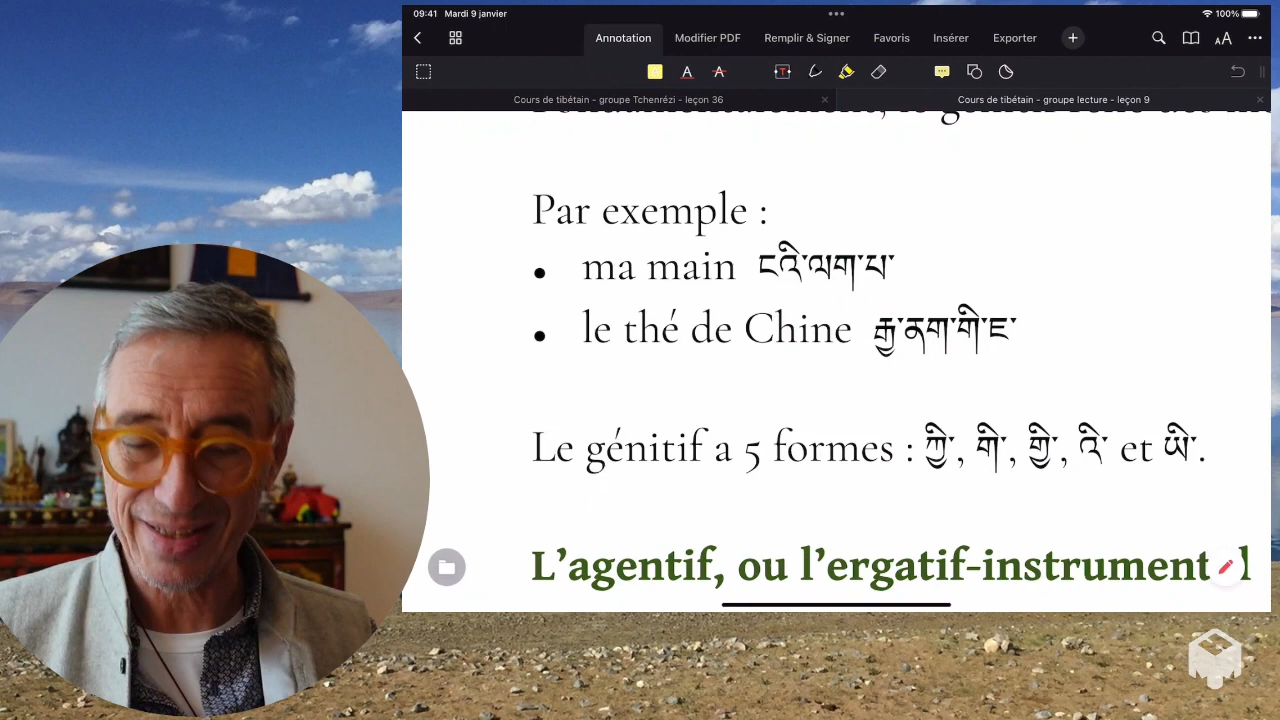 09:41 Mardi 9 janvier
100%
Annotation Modifier PDF Remplir & Signer Favoris Insérer Exporter
Cours de tibétain - groupe Tchenrézi - leçon 36
Cours de tibétain - groupe lecture - leçon 9
Par exemple :
• ma main ངའི་ལག་པ་
• le thé de Chine རྒྱ་ནག་གི་ཇ་
Le génitif a 5 formes : ཀྱི་, གི་, གྱི་, འི་ et ཡི་.
L’agentif, ou l’ergatif-instrument l